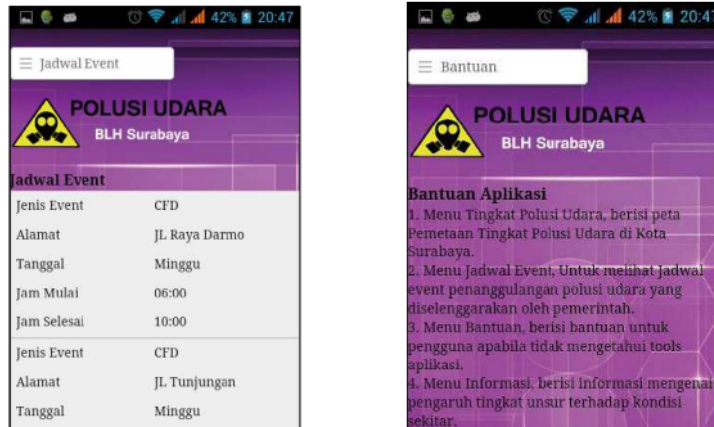 42% 20:47
Jadwal Event
POLUSI UDARA
BLH Surabaya
Jadwal Event
Jenis Event CFD
Alamat JL Raya Darmo
Tanggal Minggu
Jam Mulai 06:00
Jam Selesai 10:00
Jenis Event CFD
Alamat JL Tunjungan
Tanggal Minggu
42% 20:47
Bantuan
POLUSI UDARA
BLH Surabaya
Bantuan Aplikasi
1. Menu Tingkat Polusi Udara, berisi peta
Pemetaan Tingkat Polusi Udara di Kota
Surabaya.
2. Menu Jadwal Event, Untuk melihat Jadwal
event penanggulangan polusi udara yang
diselenggarakan oleh pemerintah.
3. Menu Bantuan, berisi bantuan untuk
pengguna apabila tidak mengetahui tools
aplikasi.
4. Menu Informasi, berisi informasi mengenai
pengaruh tingkat unsur terhadap kondisi
sekitar.